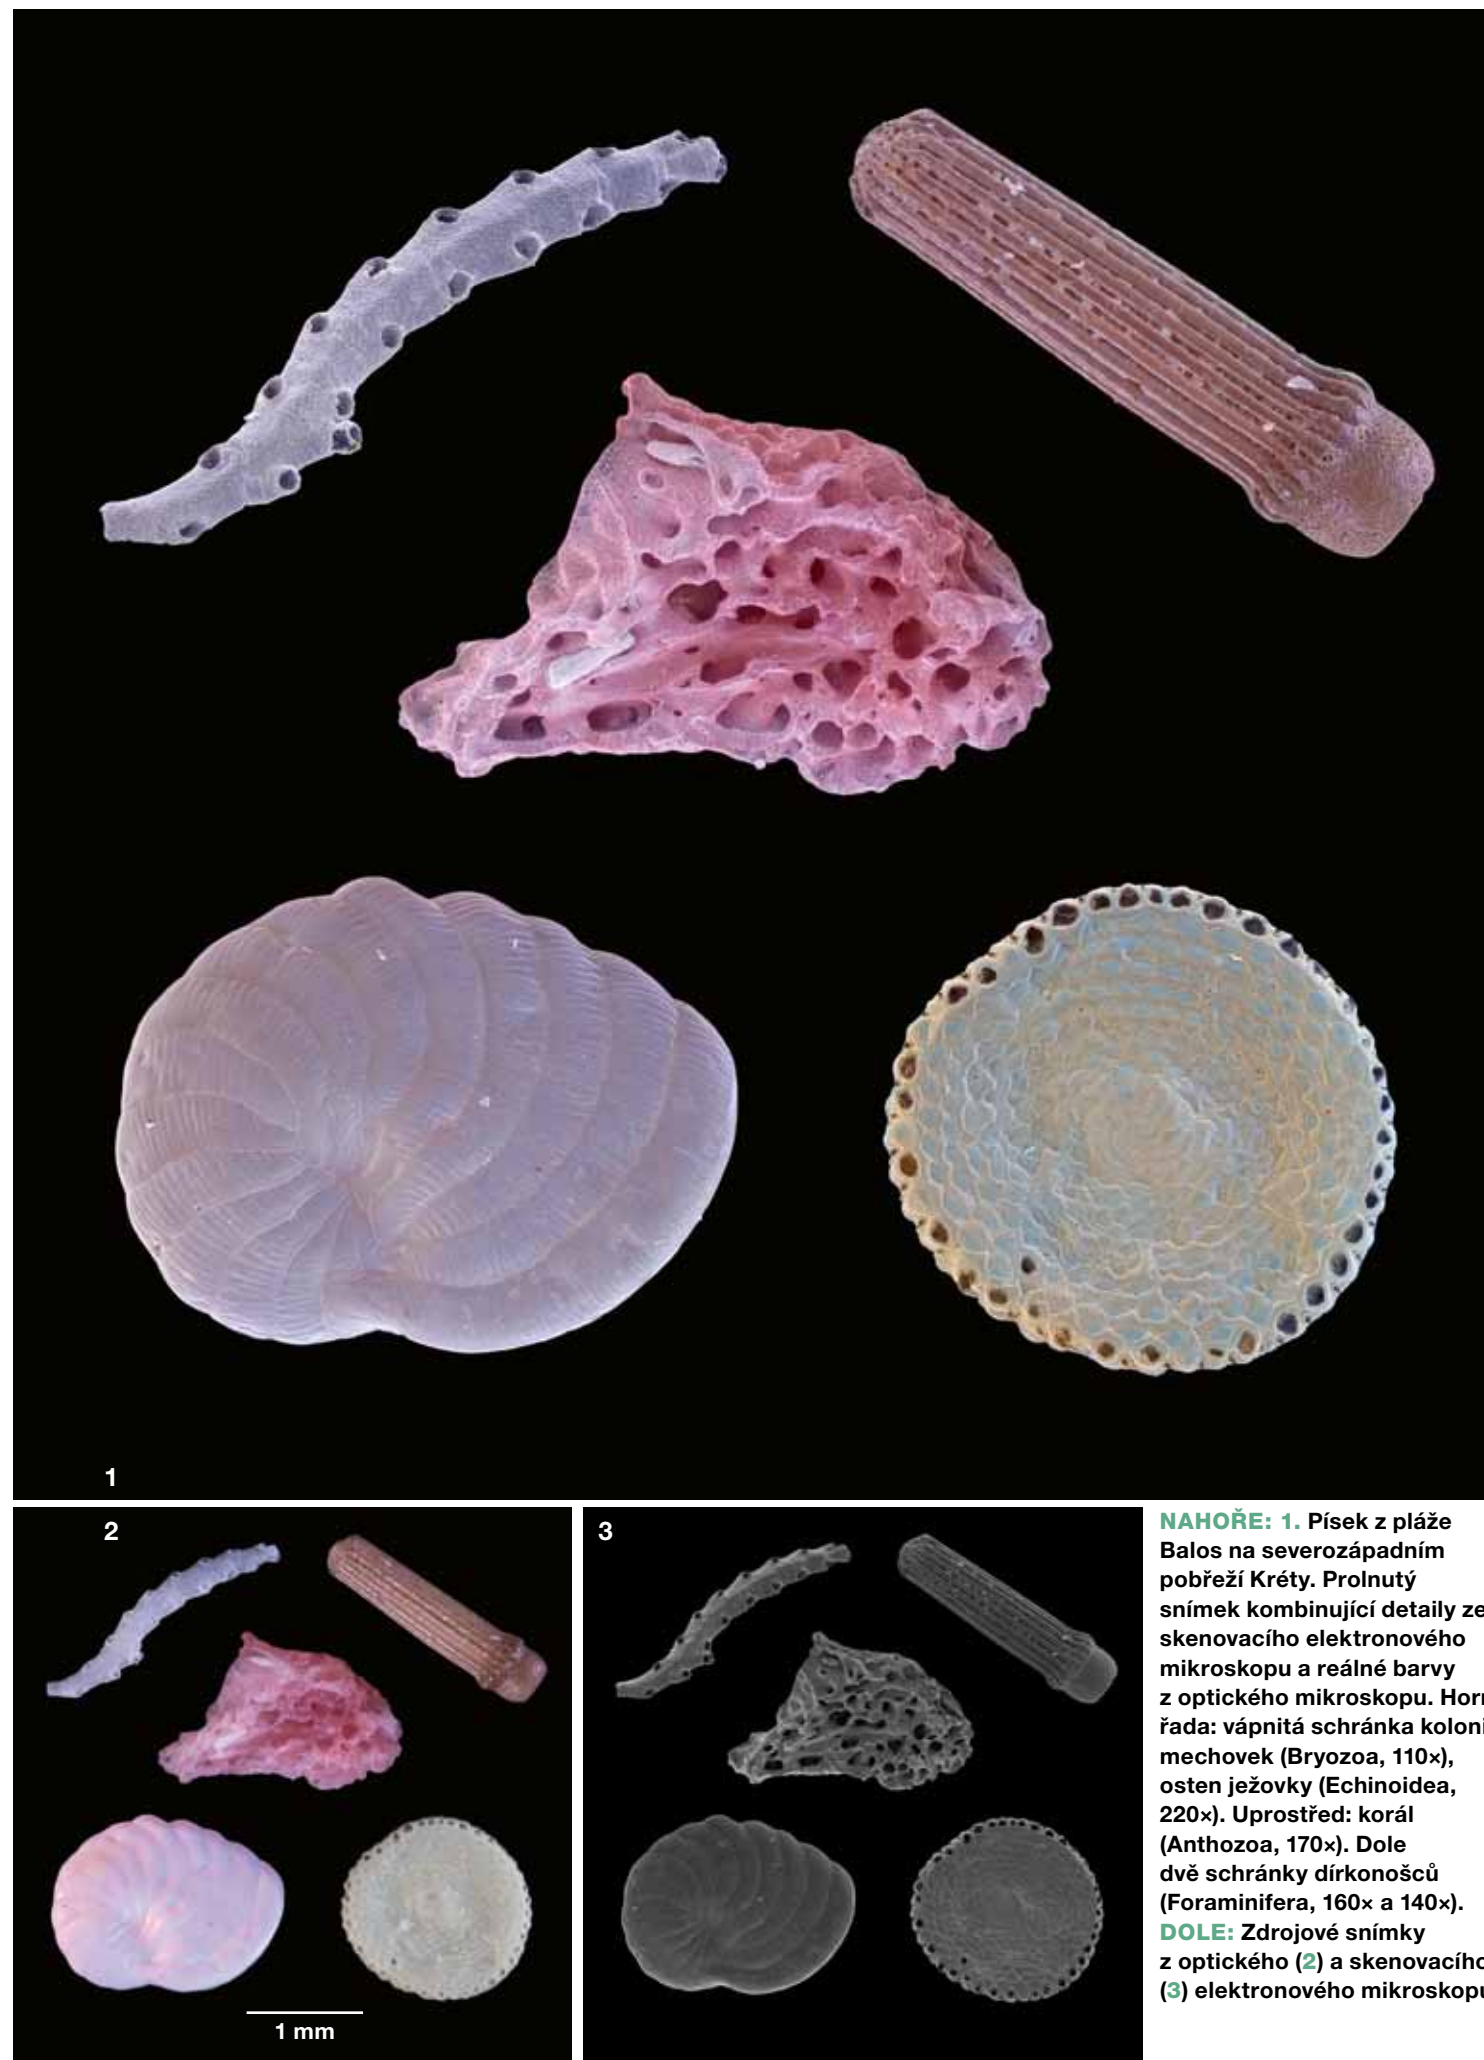 1
2
3
1 mm
NAHOŘE: 1. Písek z pláže
Balos na severozápadním
pobřeží Kréty. Prolnutý
snímek kombinující detaily ze
skenovacího elektronového
mikroskopu a reálné barvy
z optického mikroskopu. Horn
řada: vápnitá schránka koloni
mechovek (Bryozoa, 110×),
osten ježovky (Echinoidea,
220×). Uprostřed: korál
(Anthozoa, 170×). Dole
dvě schránky dírkonošců
(Foraminifera, 160× a 140×).
DOLE: Zdrojové snímky
z optického (2) a skenovacího
(3) elektronového mikroskopu